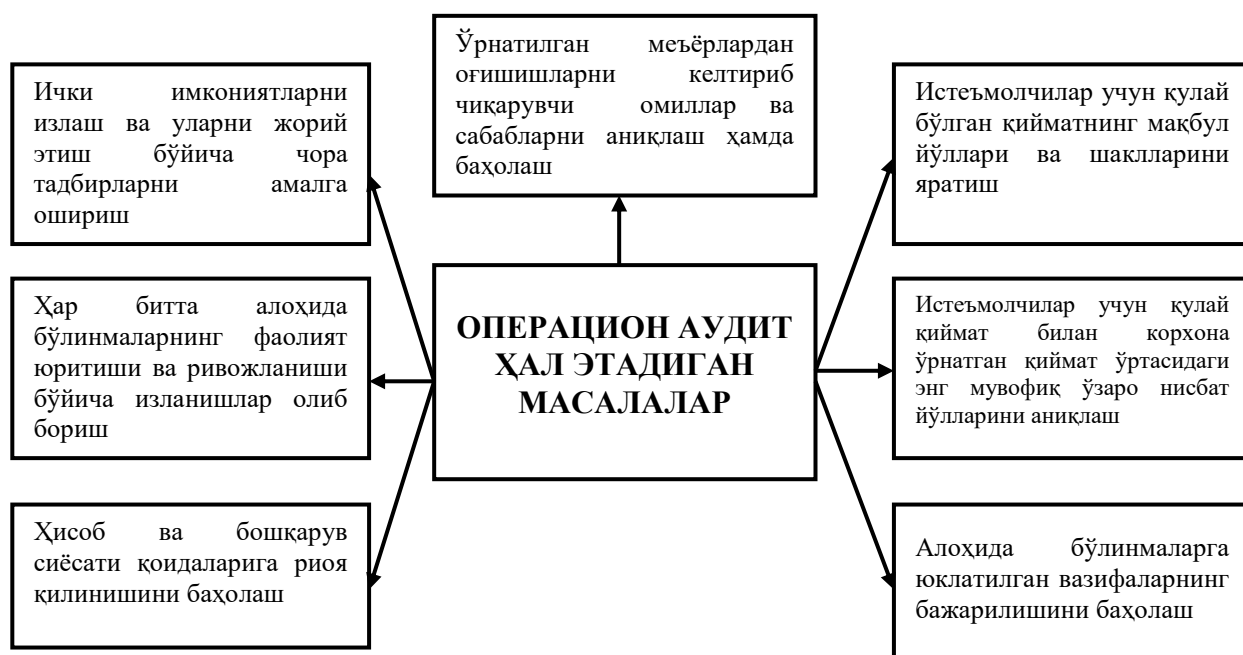 Ўрнатилган меъёрлардан
оғишишларни келтириб
чиқарувчи омиллар ва
сабабларни аниқлаш ҳамда
баҳолаш
Ички имкониятларни
излаш ва уларни жорий
этиш бўйича чора
тадбирларни амалга
ошириш
Истеъмолчилар учун қулай
бўлган қийматнинг мақбул
йўллари ва шаклларини
яратиш
ОПЕРАЦИОН АУДИТ
ҲАЛ ЭТАДИГАН
МАСАЛАЛАР
Ҳар битта алоҳида
бўлинмаларнинг фаолият
юритиши ва ривожланиши
бўйича изланишлар олиб
бориш
Истеъмолчилар учун қулай
қиймат билан корхона
ўрнатган қиймат ўртасидаги
энг мувофиқ ўзаро нисбат
йўлларини аниқлаш
Ҳисоб ва бошқарув
сиёсати қоидаларига риоя
қилинишини баҳолаш
Алоҳида бўлинмаларга
юклатилган вазифаларнинг
бажарилишини баҳолаш